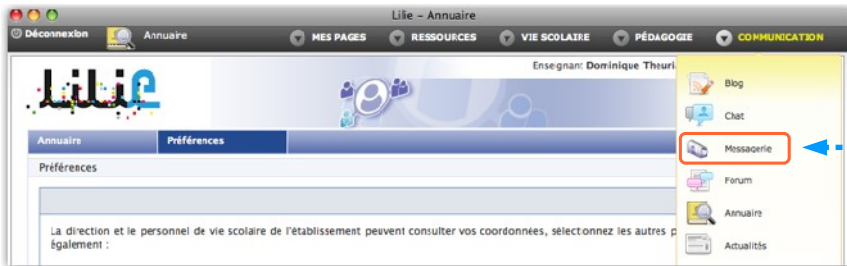 Lilie – Annuaire
Déconnexion Annuaire MES PAGES RESSOURCES VIE SCOLAIRE PÉDAGOGIE COMMUNICATION
Enseignant Dominique Theuri
Lilie
Blog
Chat
Annuaire Préférences
Messagerie
Préférences
Forum
Annuaire
La direction et le personnel de vie scolaire de l'établissement peuvent consulter vos coordonnées, sélectionnez les autres p
également :
Actualités